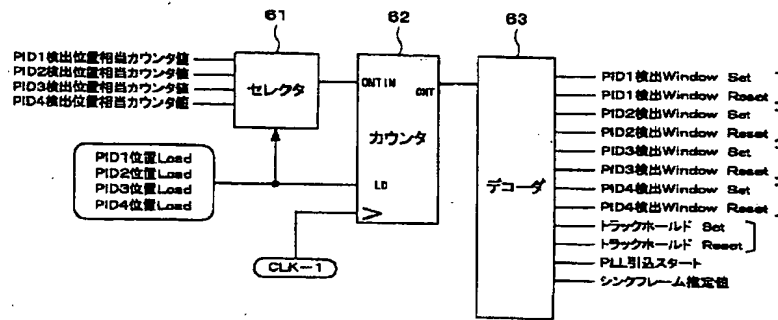 61
62
63
PID1検出位置相当カウンタ値
PID2検出位置相当カウンタ値
PID3検出位置相当カウンタ値
PID4検出位置相当カウンタ値
セレクタ
CNTIN
CNT
カウンタ
LD
デコーダ
PID1位置Load
PID2位置Load
PID3位置Load
PID4位置Load
CLK-1
PID1検出Window Set
PID1検出Window Reset
PID2検出Window Set
PID2検出Window Reset
PID3検出Window Set
PID3検出Window Reset
PID4検出Window Set
PID4検出Window Reset
トラックホールド Set
トラックホールド Reset
PLL引込スタート
シンクフレーム推定値